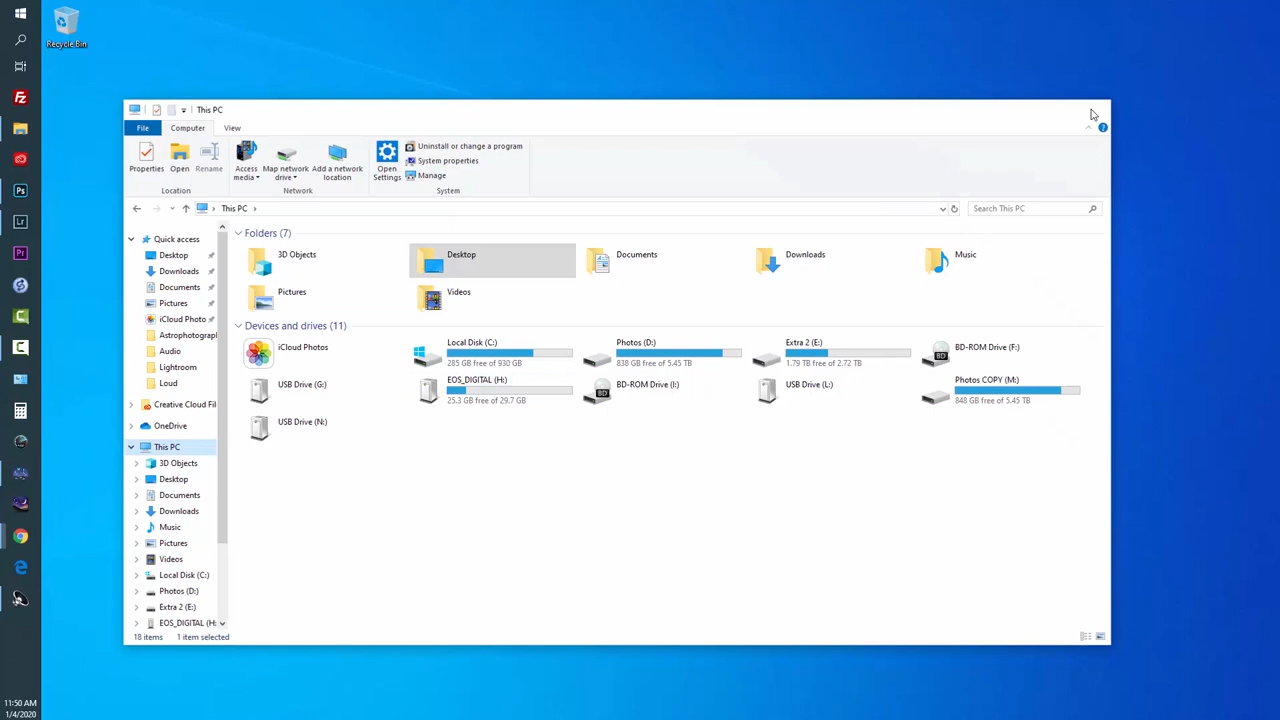 Recycle Bin
This PC
File
Computer
View
Properties
Open
Rename
Access media
Map network drive
Add a network location
Open Settings
Uninstall or change a program
System properties
Manage
Location
Network
System
This PC
Search This PC
Quick access
Desktop
Downloads
Documents
Pictures
iCloud Photo
Astrophotograp
Audio
Lightroom
Loud
Creative Cloud Fil
OneDrive
This PC
3D Objects
Desktop
Documents
Downloads
Music
Pictures
Videos
Local Disk (C:)
Photos (D:)
Extra 2 (E:)
EOS_DIGITAL (H:
Folders (7)
3D Objects
Desktop
Documents
Downloads
Music
Pictures
Videos
Devices and drives (11)
iCloud Photos
Local Disk (C:)
285 GB free of 930 GB
Photos (D:)
838 GB free of 5.45 TB
Extra 2 (E:)
1.79 TB free of 2.72 TB
BD-ROM Drive (F:)
USB Drive (G:)
EOS_DIGITAL (H:)
25.3 GB free of 29.7 GB
BD-ROM Drive (I:)
USB Drive (L:)
Photos COPY (M:)
848 GB free of 5.45 TB
USB Drive (N:)
18 items
1 item selected
Fz
Ps
Lr
Pr
11:50 AM
1/4/2020